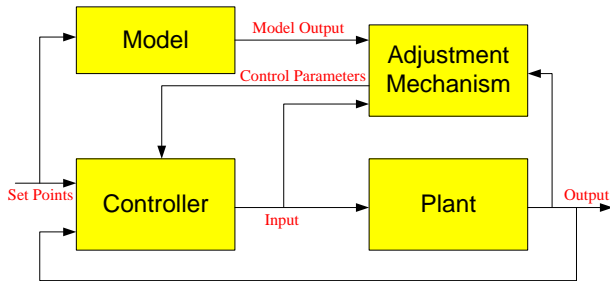 Model
Model Output
Adjustment
Mechanism
Control Parameters
Set Points
Controller
Input
Plant
Output